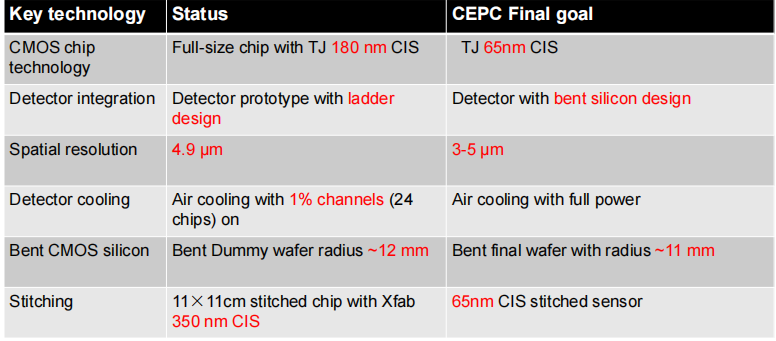 Key technology Status CEPC Final goal
CMOS chip Full-size chip with TJ 180 nm CIS TJ 65nm CIS
technology
Detector integration Detector prototype with ladder Detector with bent silicon design
design
Spatial resolution 4.9 μm 3-5 μm
Detector cooling Air cooling with 1% channels (24 Air cooling with full power
chips) on
Bent CMOS silicon Bent Dummy wafer radius ~12 mm Bent final wafer with radius ~11 mm
Stitching 11×11cm stitched chip with Xfab 65nm CIS stitched sensor
350 nm CIS